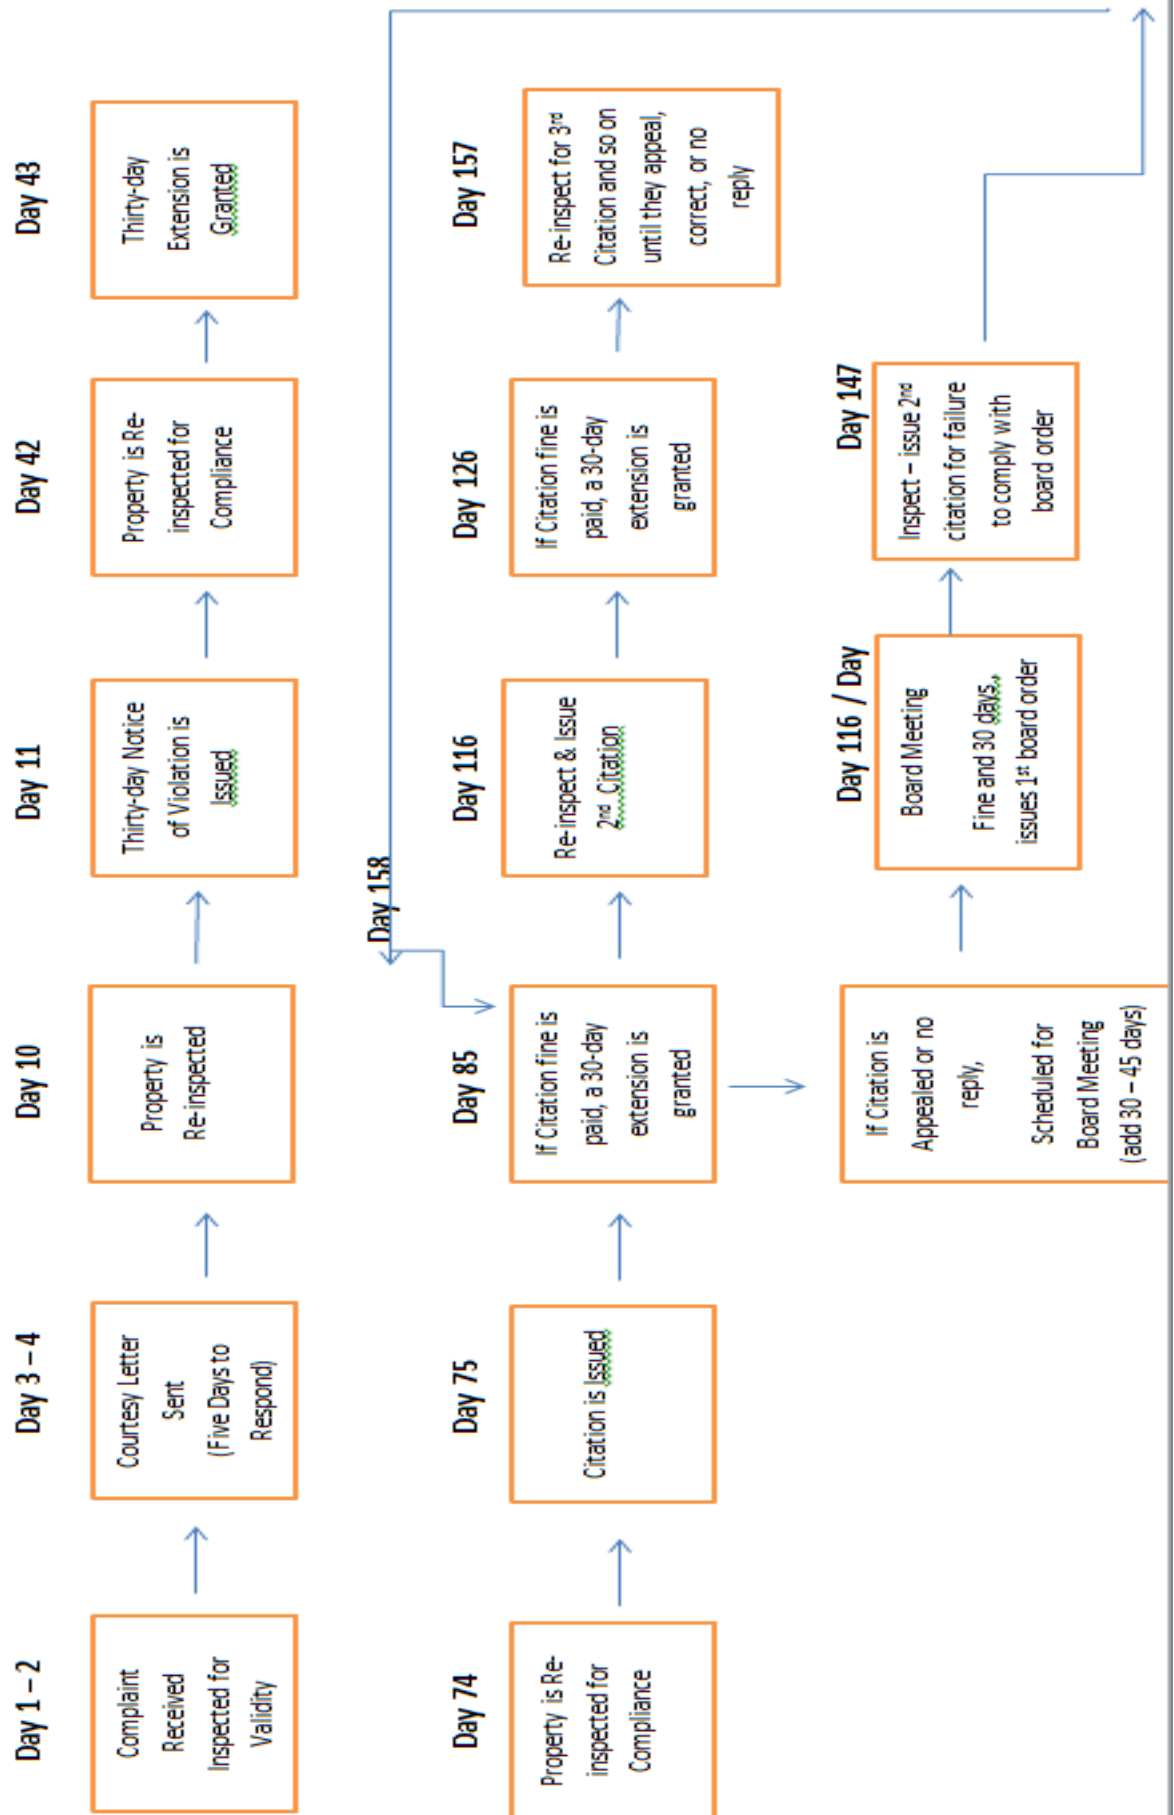 Day 1 – 2
Complaint
Received
Inspected for
Validity
Day 3 – 4
Courtesy Letter
Sent
(Five Days to
Respond)
Day 10
Property is
Re-inspected
Day 11
Thirty-day Notice
of Violation is
Issued
Day 42
Property is Re-
inspected for
Compliance
Day 43
Thirty-day
Extension is
Granted
Day 158
Day 74
Property is Re-
inspected for
Compliance
Day 75
Citation is Issued
Day 85
If Citation fine is
paid, a 30-day
extension is
granted
Day 116
Re-inspect & Issue
2nd Citation
Day 126
If Citation fine is
paid, a 30-day
extension is
granted
Day 157
Re-inspect for 3rd
Citation and so on
until they appeal,
correct, or no
reply
If Citation is
Appealed or no
reply,
Scheduled for
Board Meeting
(add 30 – 45 days)
Day 116 / Day
Board Meeting
Fine and 30 days,
issues 1st board order
Day 147
Inspect – issue 2nd
citation for failure
to comply with
board order